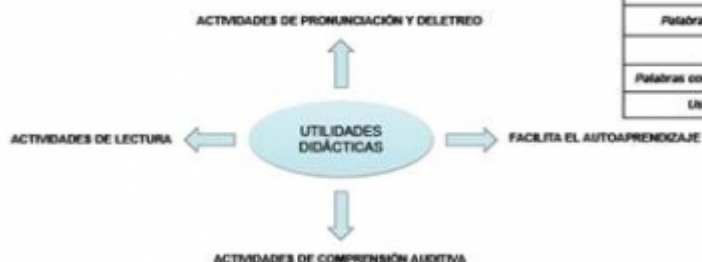 ACTIVIDADES DE PRONUNCIACIÓN Y DELETREO
Palabra
Palabras co
ACTIVIDADES DE LECTURA
UTILIDADES
DIDÁCTICAS
FACILITA EL AUTOAPRENDIZAJE
ACTIVIDADES DE COMPRENSIÓN AUDITIVA